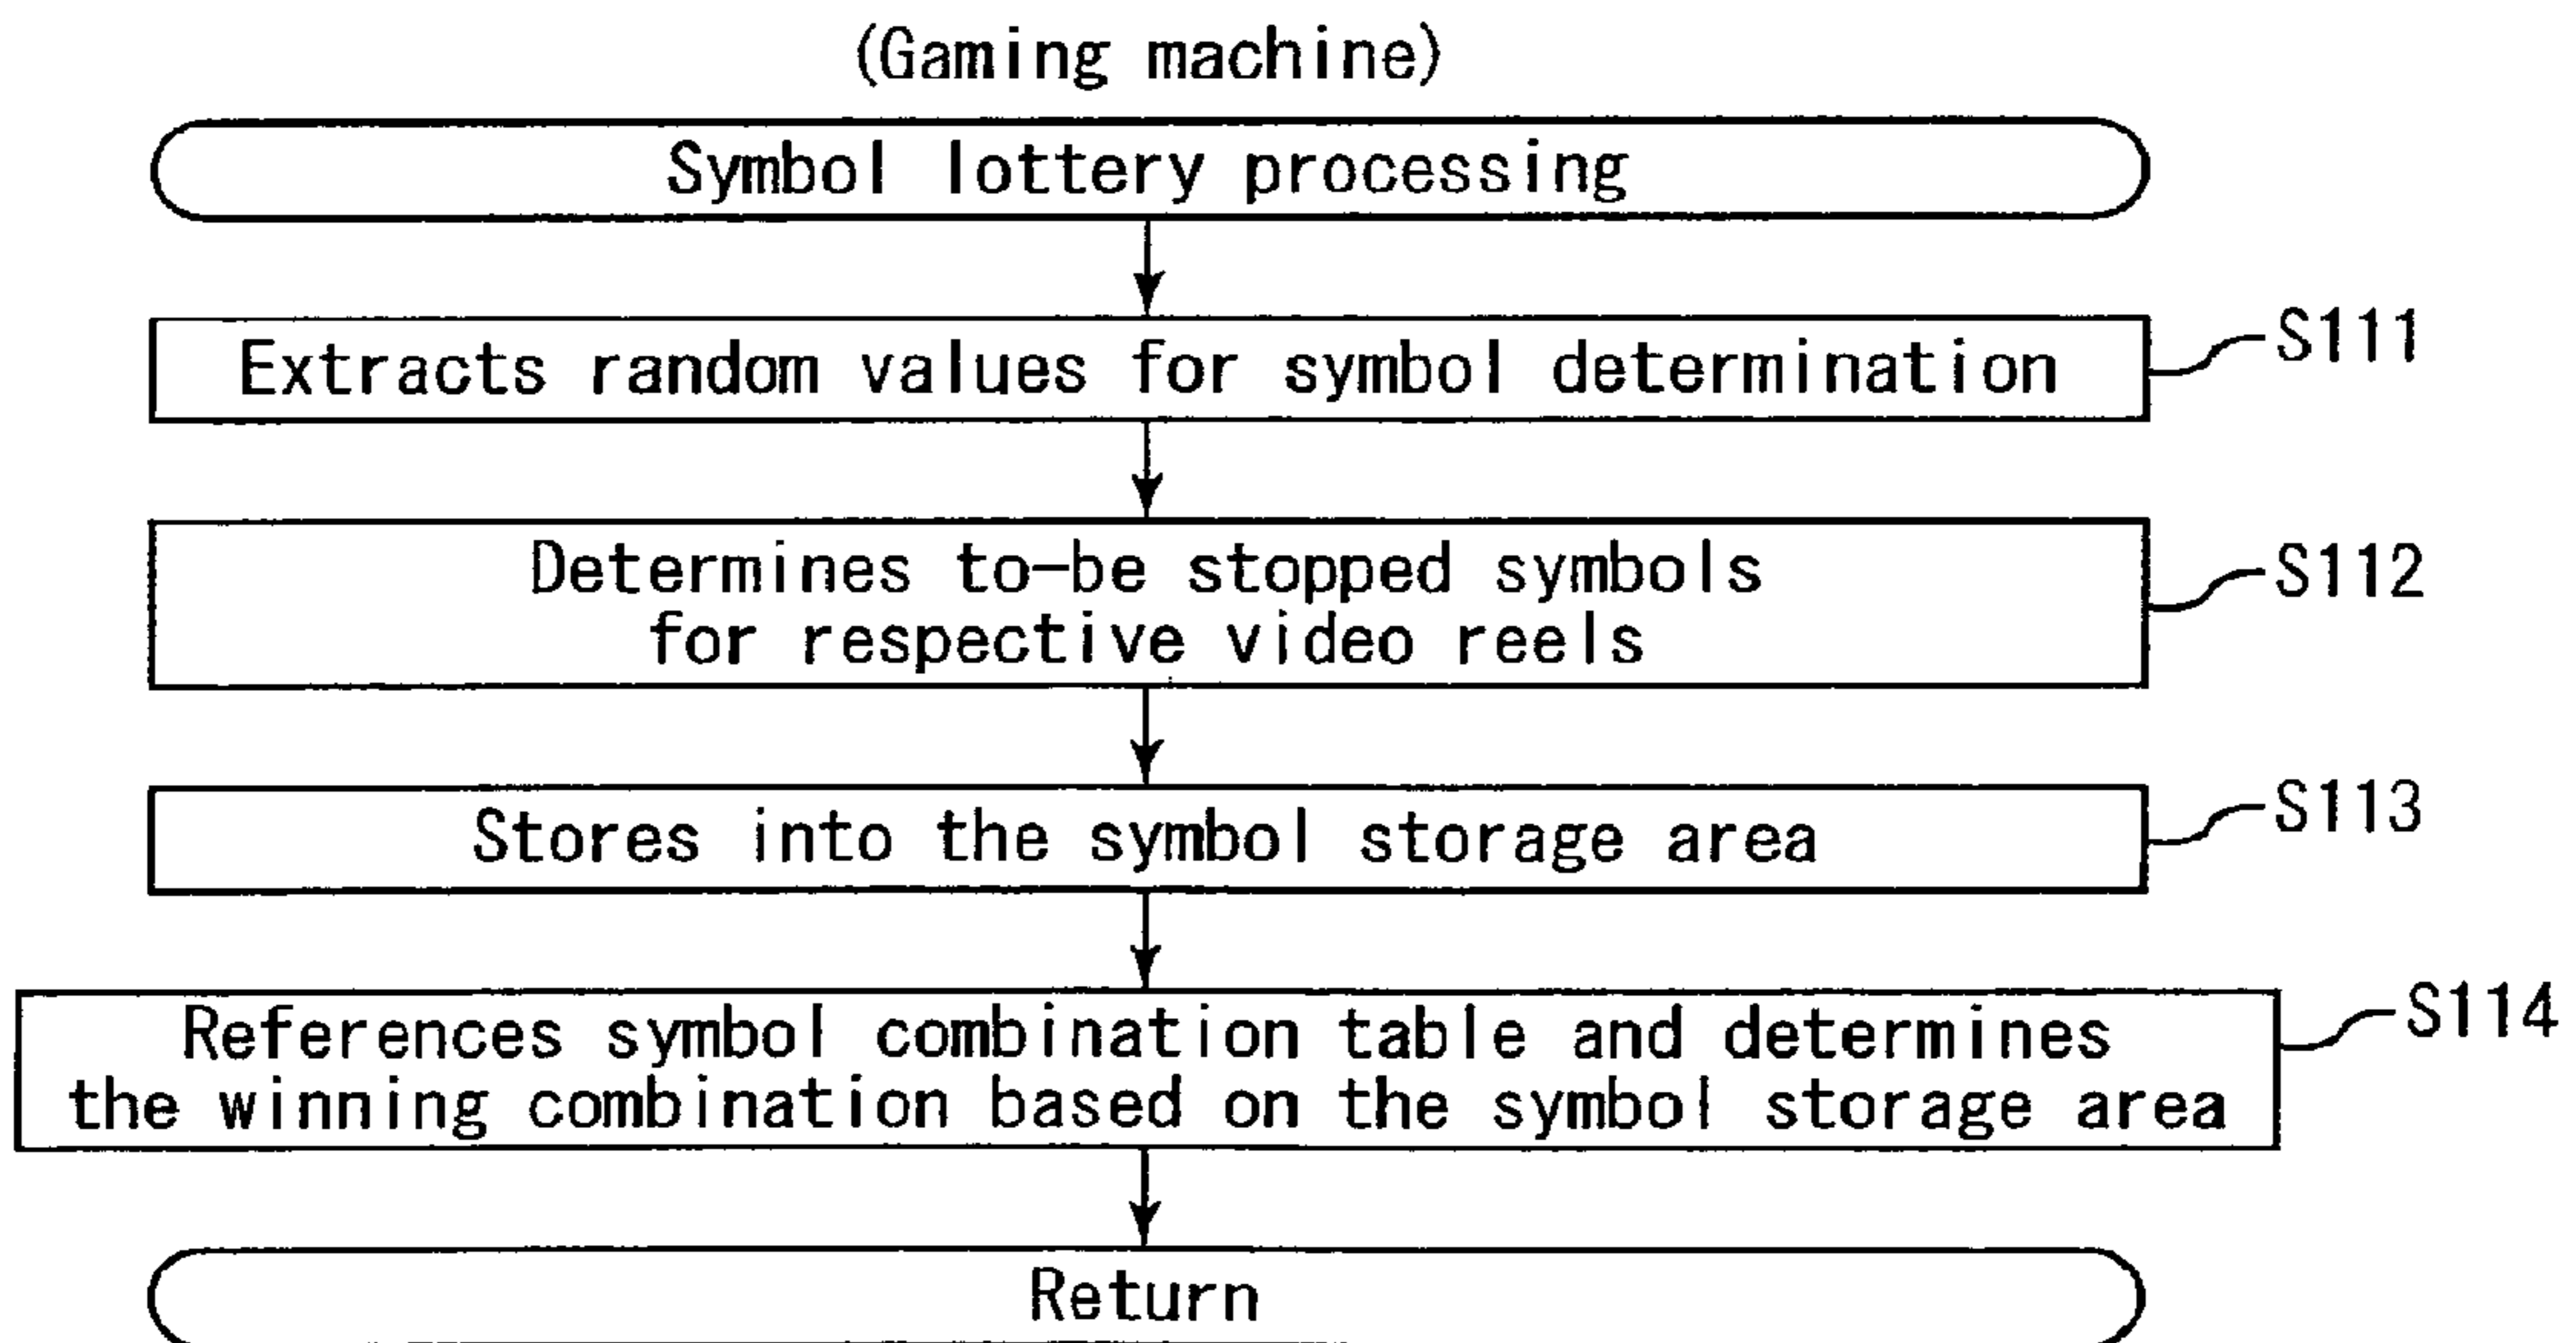 (Gaming machine)
Symbol lottery processing
Extracts random values for symbol determination
S111
Determines to-be stopped symbols
for respective video reels
S112
Stores into the symbol storage area
S113
References symbol combination table and determines
the winning combination based on the symbol storage area
S114
Return